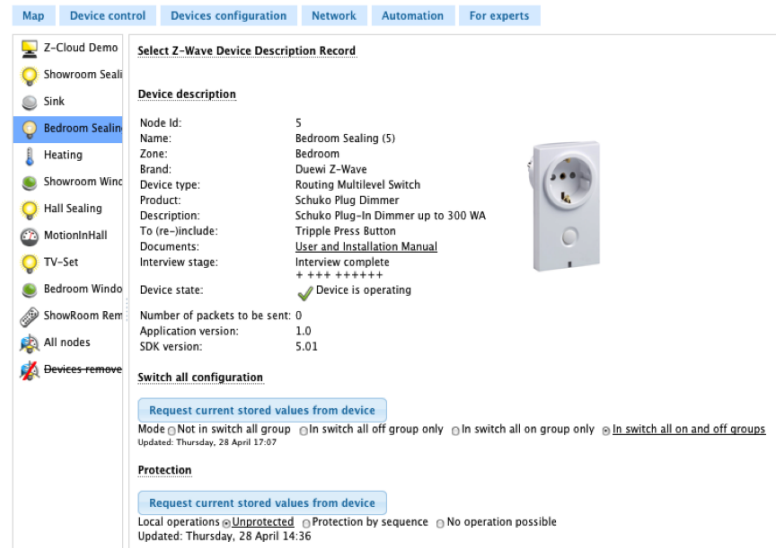 Map Device control Devices configuration Network Automation For experts
Z-Cloud Demo
Showroom Seali
Sink
Bedroom Sealin
Heating
Showroom Wind
Hall Sealing
MotionInHall
TV-Set
Bedroom Windo
ShowRoom Rem
All nodes
Devices remove
Select Z-Wave Device Description Record
Device description
Node Id: 5
Name: Bedroom Sealing (5)
Zone: Bedroom
Brand: Duewi Z-Wave
Device type: Routing Multilevel Switch
Product: Schuko Plug Dimmer
Description: Schuko Plug-In Dimmer up to 300 WA
To (re-)include: Tripple Press Button
Documents: User and Installation Manual
Interview stage: Interview complete
+ +++ ++++++
Device state: Device is operating
Number of packets to be sent: 0
Application version: 1.0
SDK version: 5.01
Switch all configuration
Request current stored values from device
Mode Not in switch all group In switch all off group only In switch all on group only In switch all on and off groups
Updated: Thursday, 28 April 17:07
Protection
Request current stored values from device
Local operations Unprotected Protection by sequence No operation possible
Updated: Thursday, 28 April 14:36